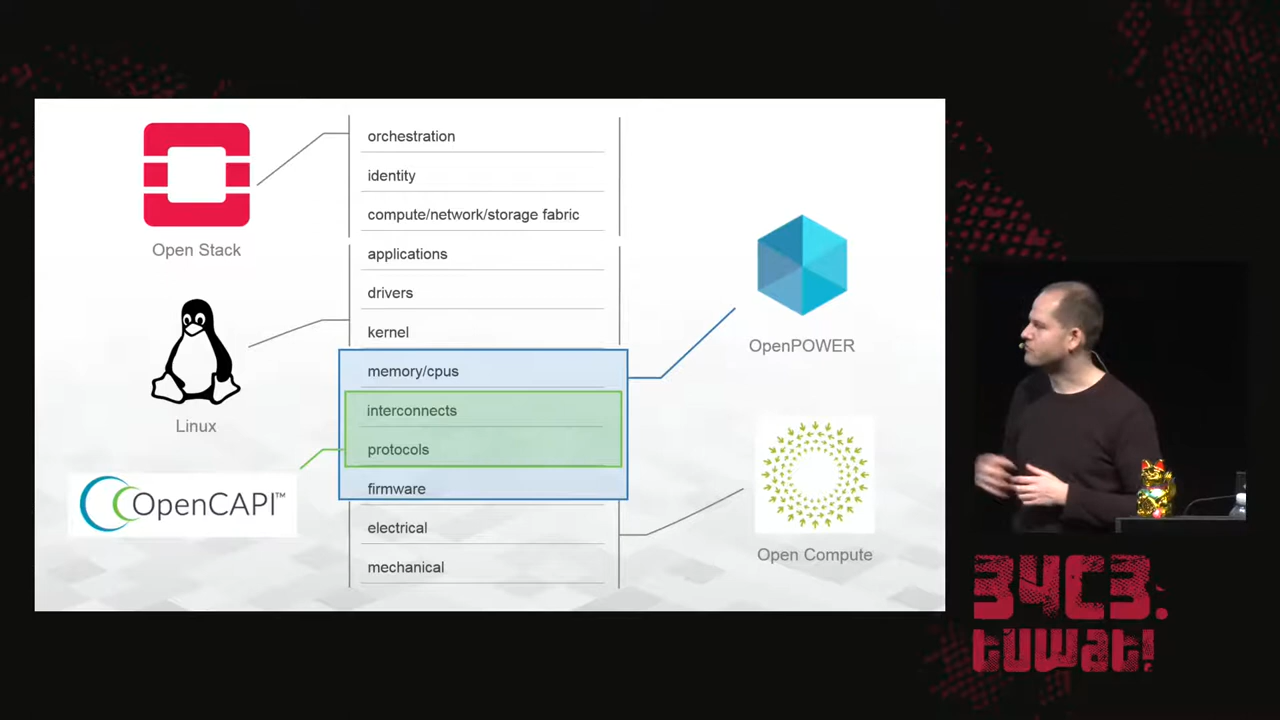 orchestration
identity
compute/network/storage fabric
applications
drivers
kernel
memory/cpus
interconnects
protocols
firmware
electrical
mechanical
Open Stack
Linux
OpenCAPI™
OpenPOWER
Open Compute
34C3.
tuwat!